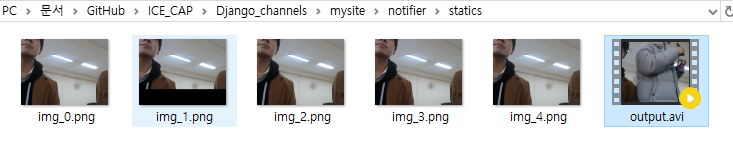 PC > 문서 > GitHub > ICE_CAP > Django_channels > mysite > notifier > statics
img_0.png
img_1.png
img_2.png
img_3.png
img_4.png
output.avi